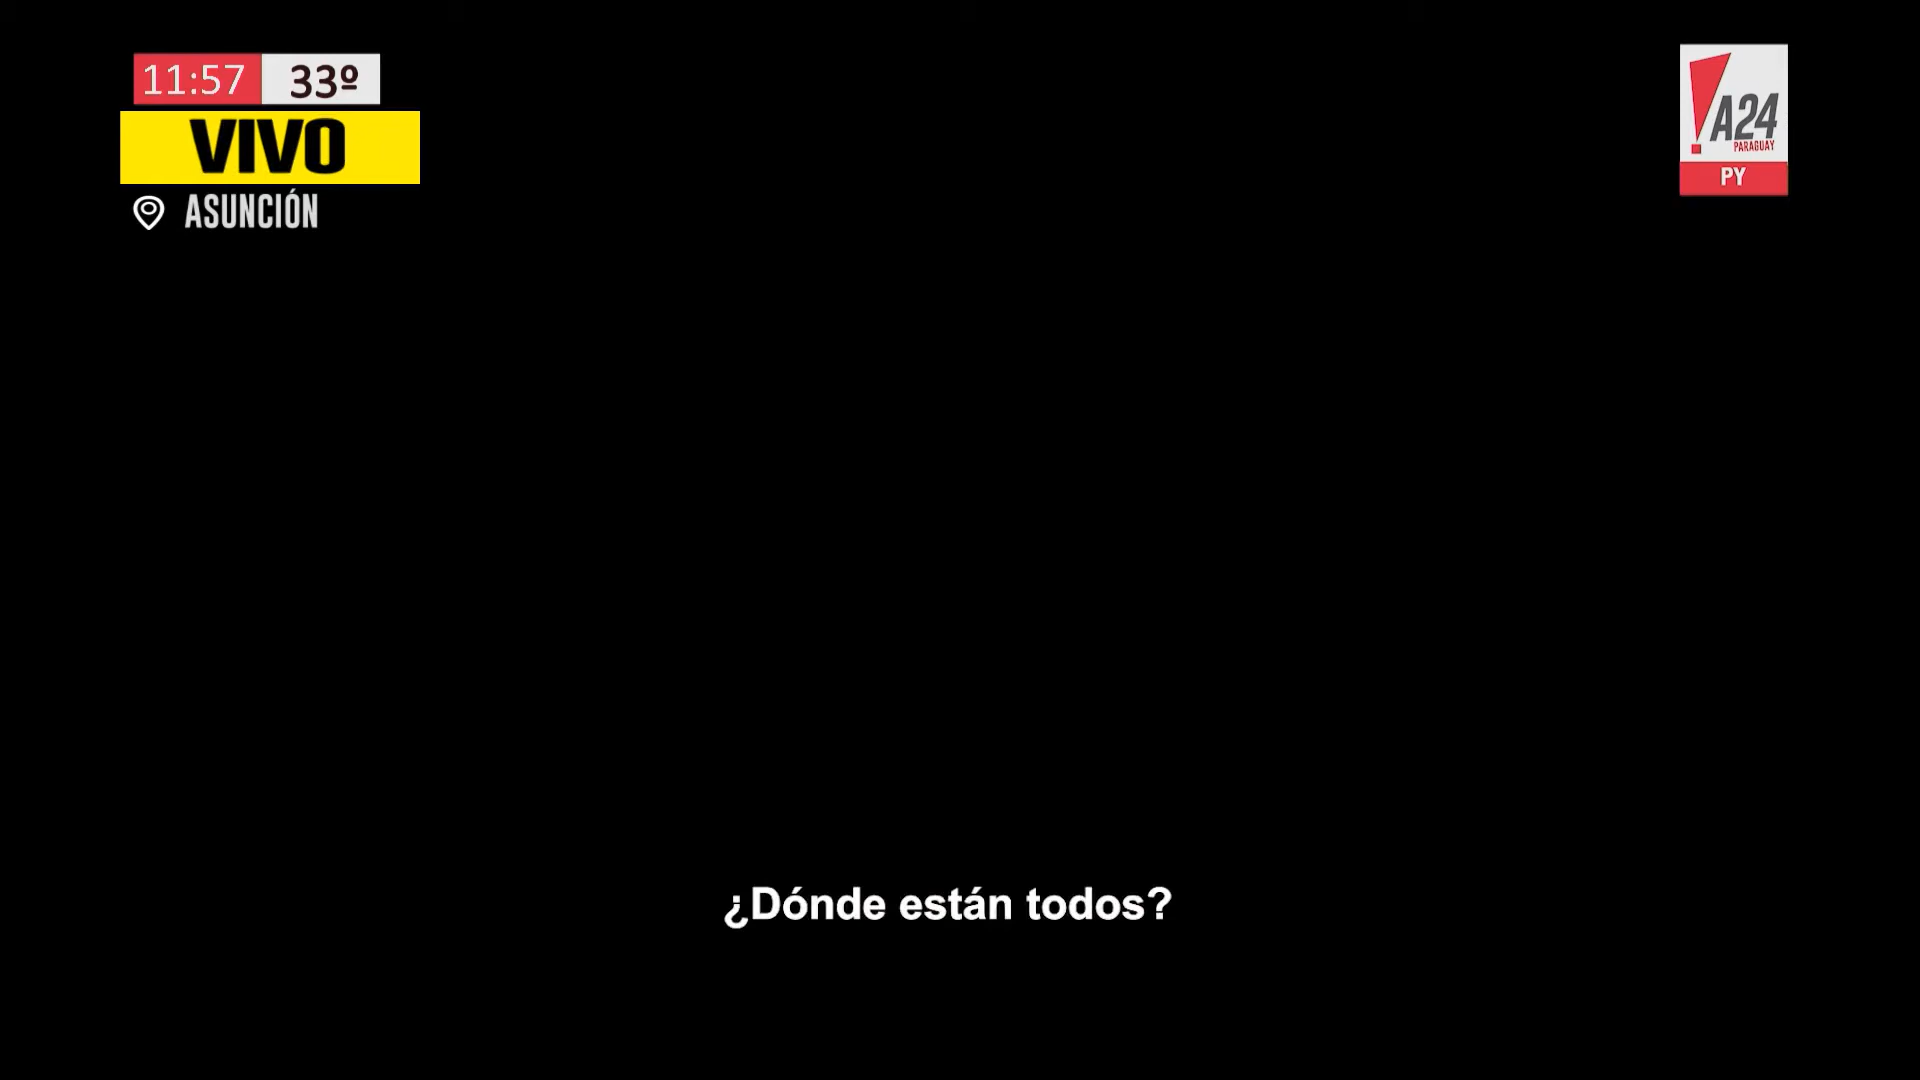 11:57 33º
VIVO
ASUNCIÓN
A24
PARAGUAY
PY
¿Dónde están todos?